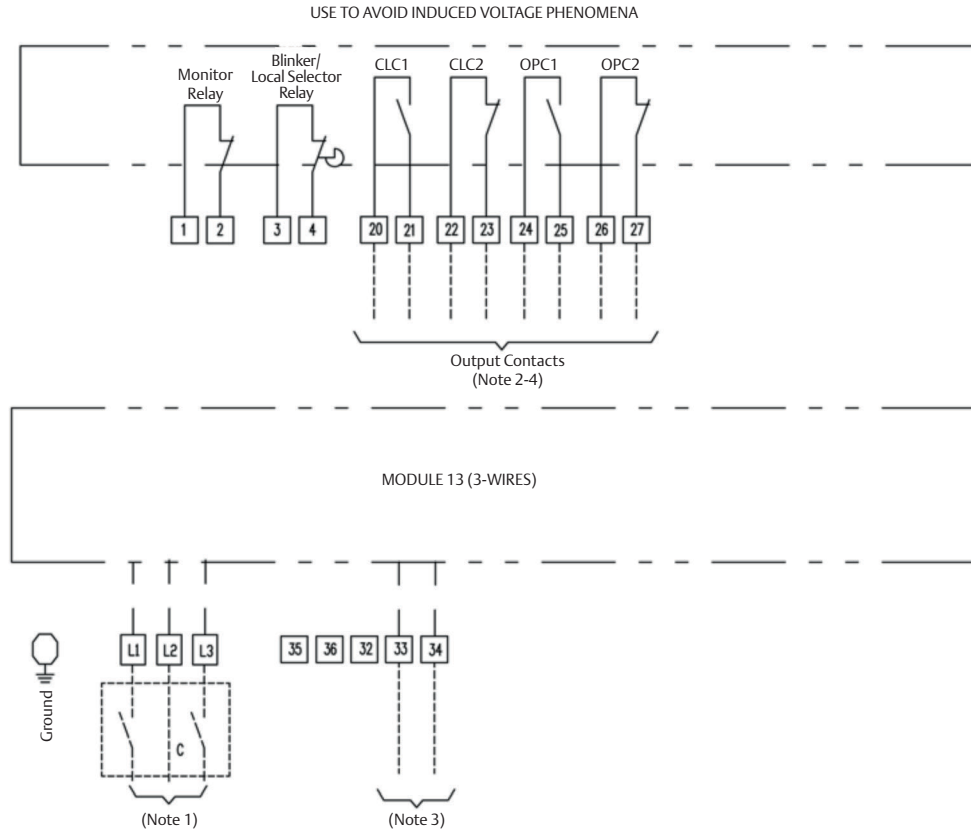 USE TO AVOID INDUCED VOLTAGE PHENOMENA
Monitor
Relay
Blinker/
Local Selector
Relay
CLC1
CLC2
OPC1
OPC2
1 2 3 4 20 21 22 23 24 25 26 27
Output Contacts
(Note 2-4)
MODULE 13 (3-WIRES)
Ground
L1 L2 L3 35 36 32 33 34
C
(Note 1)
(Note 3)